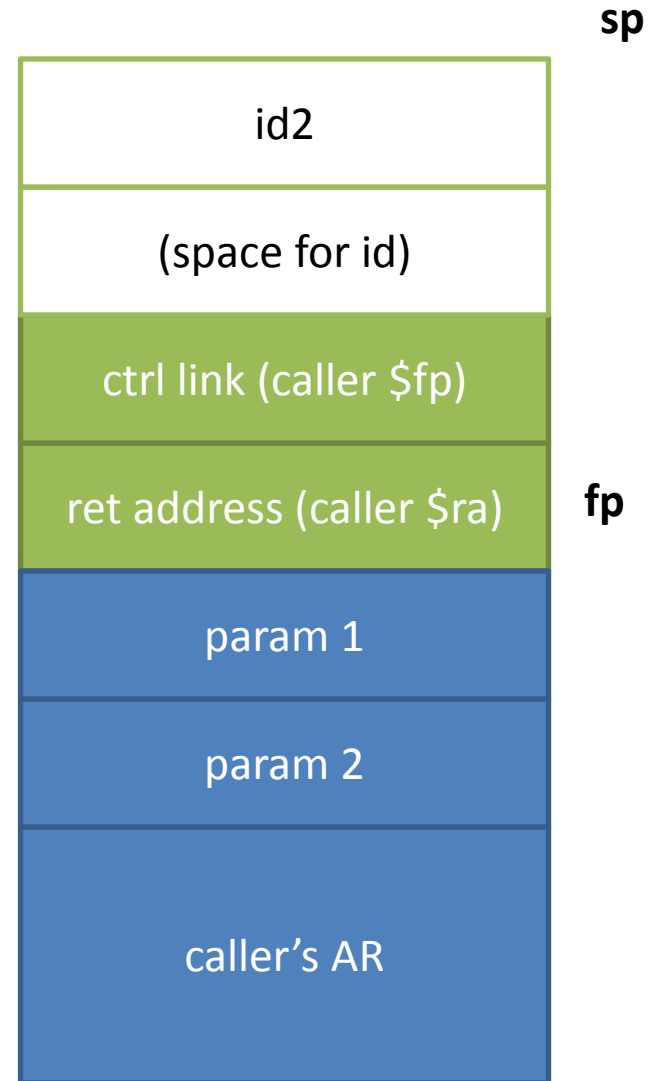 sp
id2
(space for id)
ctrl link (caller $fp)
ret address (caller $ra)
fp
param 1
param 2
caller’s AR